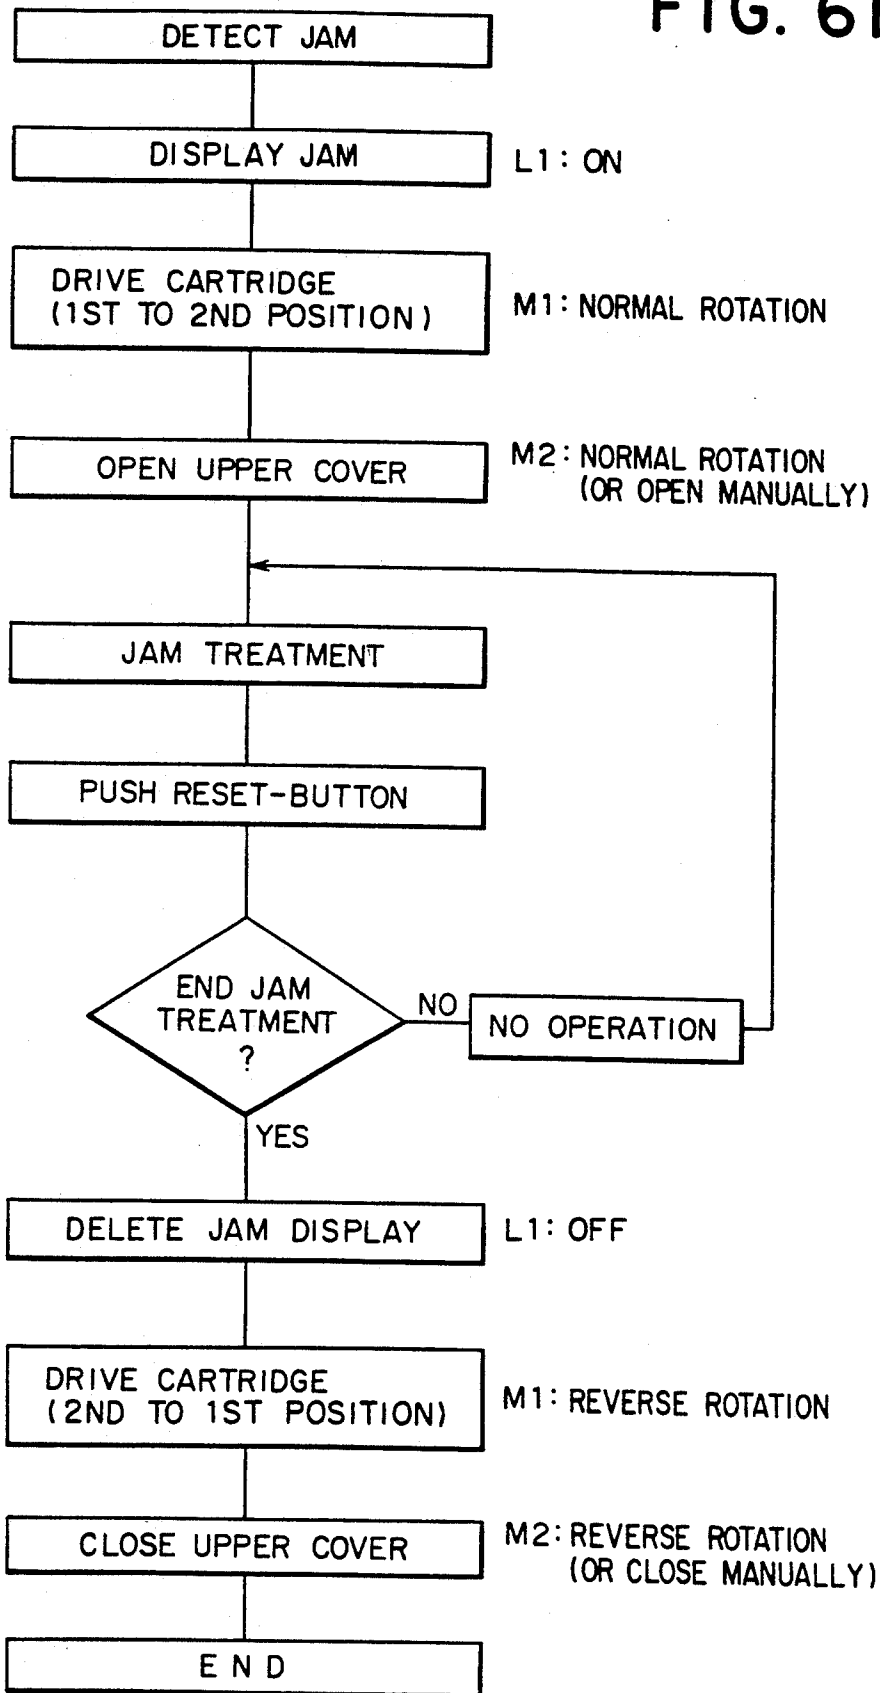 FIG. 6
DETECT JAM
DISPLAY JAM
L1: ON
DRIVE CARTRIDGE
(1ST TO 2ND POSITION)
M1: NORMAL ROTATION
OPEN UPPER COVER
M2: NORMAL ROTATION
(OR OPEN MANUALLY)
JAM TREATMENT
PUSH RESET-BUTTON
END JAM
TREATMENT
?
NO
NO OPERATION
YES
DELETE JAM DISPLAY
L1: OFF
DRIVE CARTRIDGE
(2ND TO 1ST POSITION)
M1: REVERSE ROTATION
CLOSE UPPER COVER
M2: REVERSE ROTATION
(OR CLOSE MANUALLY)
END